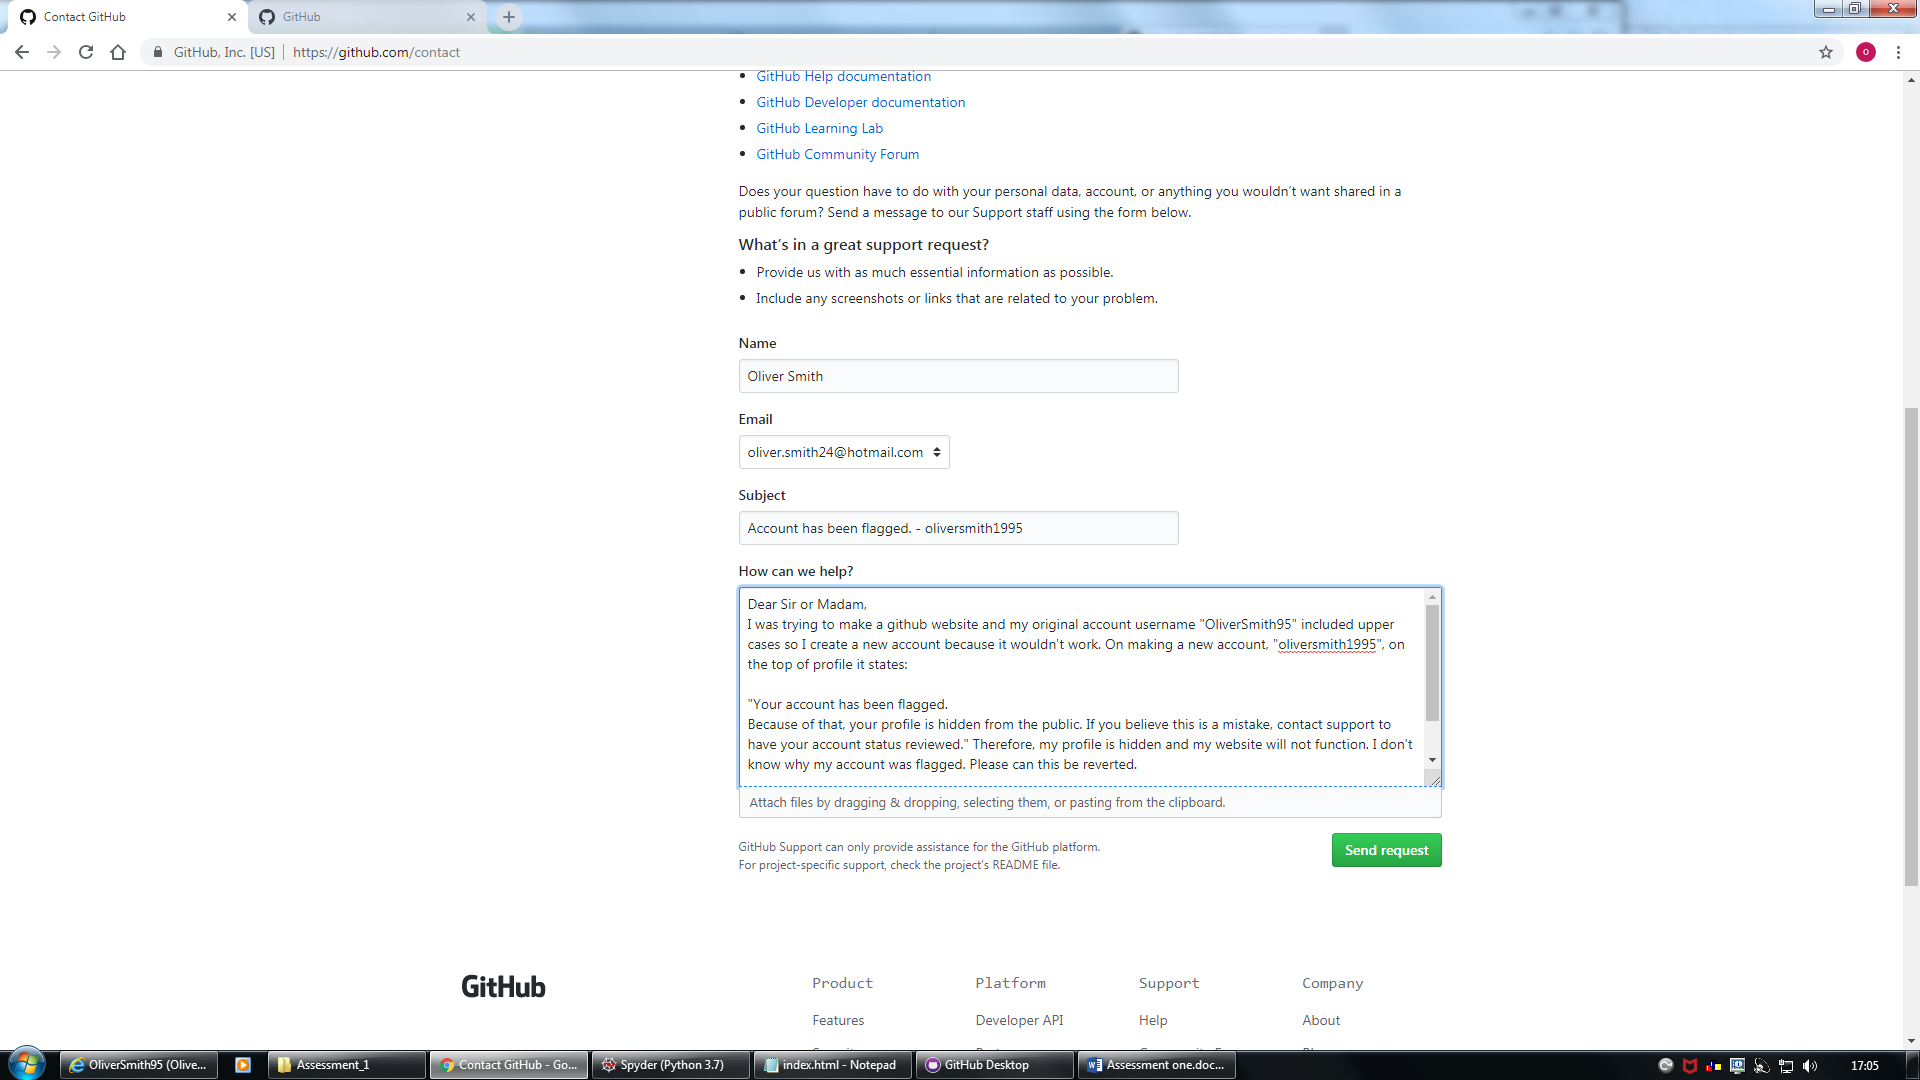 Contact GitHub
GitHub
GitHub, Inc. [US]
https://github.com/contact
o
GitHub Help documentation
GitHub Developer documentation
GitHub Learning Lab
GitHub Community Forum
Does your question have to do with your personal data, account, or anything you wouldn't want shared in a
public forum? Send a message to our Support staff using the form below.
What's in a great support request?
Provide us with as much essential information as possible.
Include any screenshots or links that are related to your problem.
Name
Oliver Smith
Email
oliver.smith24@hotmail.com
Subject
Account has been flagged. - oliversmith1995
How can we help?
Dear Sir or Madam,
I was trying to make a github website and my original account username "OliverSmith95" included upper
cases so I create a new account because it wouldn't work. On making a new account, "oliversmith1995", on
the top of profile it states:
"Your account has been flagged.
Because of that, your profile is hidden from the public. If you believe this is a mistake, contact support to
have your account status reviewed." Therefore, my profile is hidden and my website will not function. I don't
know why my account was flagged. Please can this be reverted.
Attach files by dragging & dropping, selecting them, or pasting from the clipboard.
GitHub Support can only provide assistance for the GitHub platform.
For project-specific support, check the project's README file.
Send request
GitHub
Product
Platform
Support
Company
Features
Developer API
Help
About
OliverSmith95 (Olive...
Assessment_1
Contact GitHub - Go...
Spyder (Python 3.7)
index.html - Notepad
GitHub Desktop
Assessment one.doc...
17:05